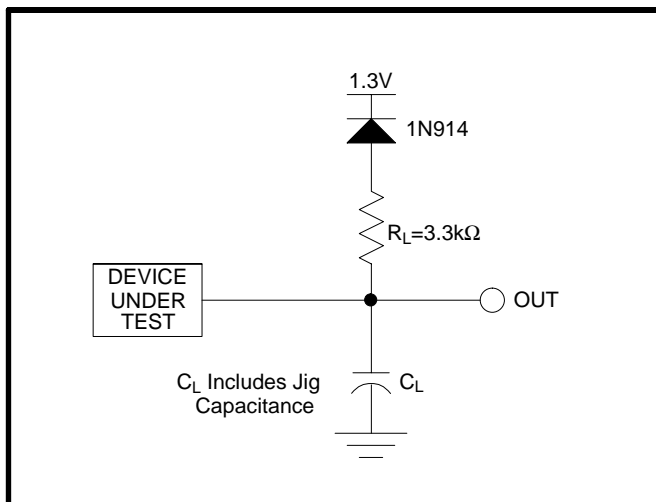 1.3V
1N914
R_L=3.3kΩ
DEVICE
UNDER
TEST
OUT
C_L Includes Jig
Capacitance
C_L